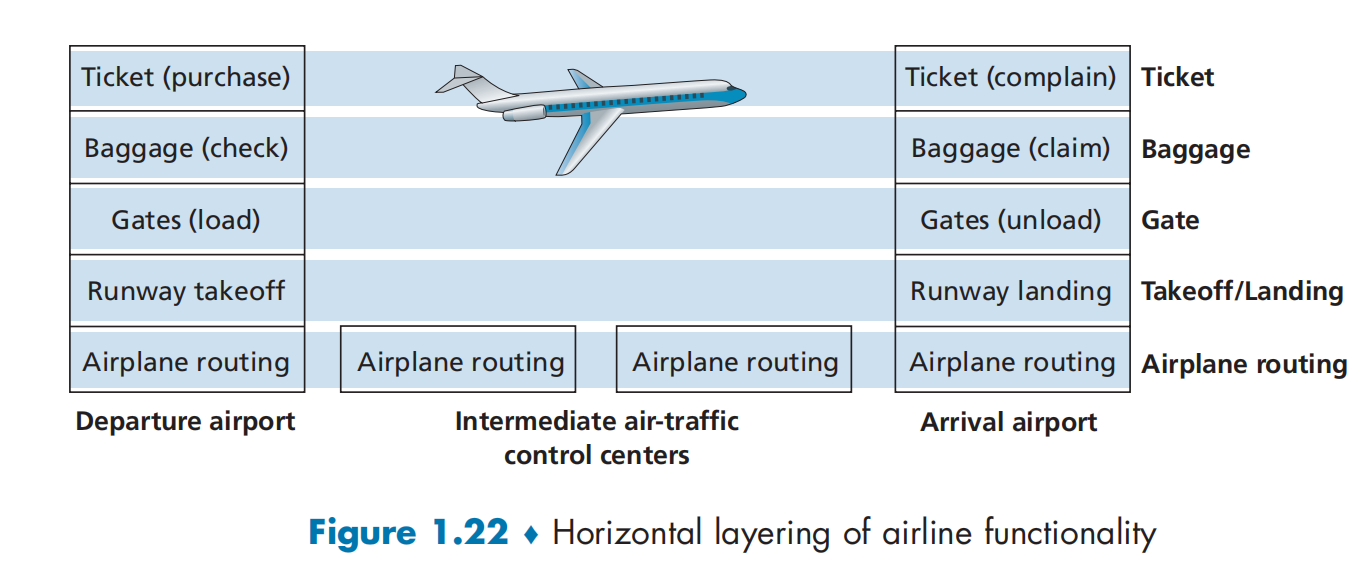 Ticket (purchase) Ticket (complain) Ticket
Baggage (check) Baggage (claim) Baggage
Gates (load) Gates (unload) Gate
Runway takeoff Runway landing Takeoff/Landing
Airplane routing Airplane routing Airplane routing Airplane routing Airplane routing
Departure airport Intermediate air-traffic Arrival airport
control centers
Figure 1.22 ♦ Horizontal layering of airline functionality